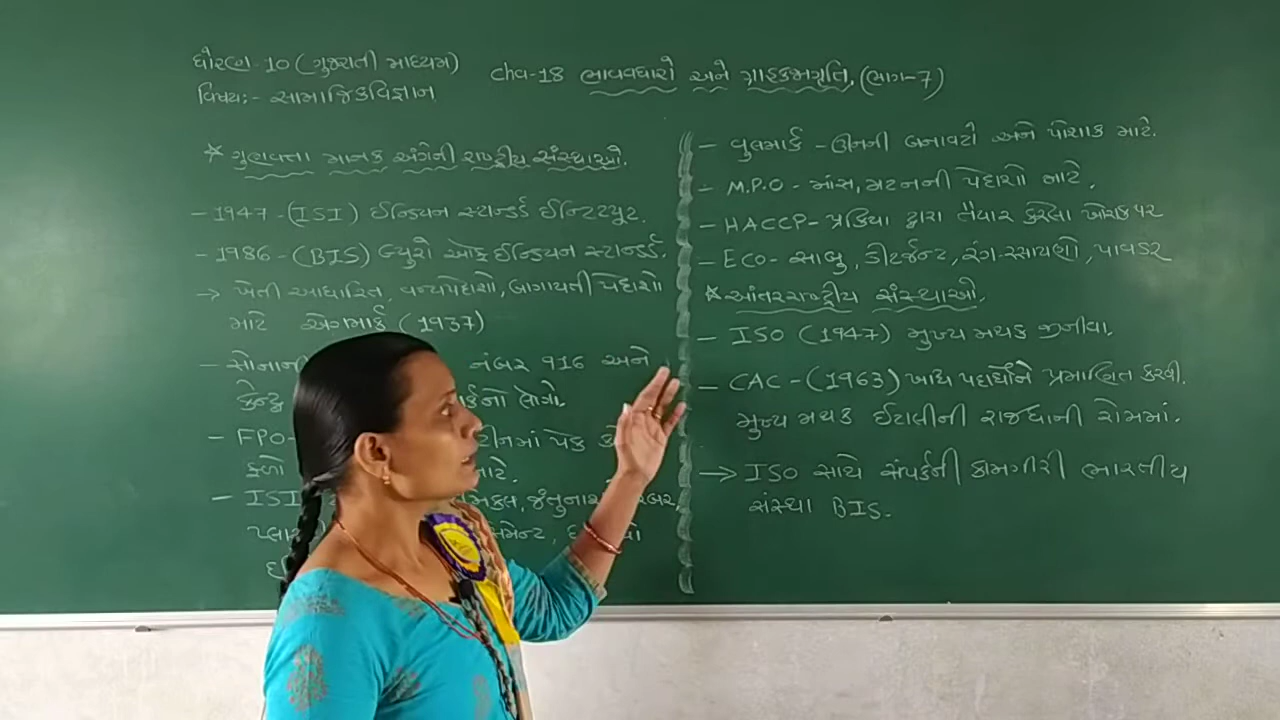 ધોરણ-10 (ગુજરાતી માધ્યમ)
વિષય:- સામાજિકવિજ્ઞાન
cha-18 ભાવવધારો અને ગ્રાહકજાગૃતિ. (ભાગ-7)
* ગુણવત્તા માનક અંગેની રાષ્ટ્રીય સંસ્થાઓ.
- 1947 - (ISI) ઈન્ડિયન સ્ટાન્ડર્ડ ઈન્ટિટ્યૂટ.
- 1986 - (BIS) બ્યુરો ઓફ ઈન્ડિયન સ્ટાન્ડર્ડ.
→ ખેતી આધારિત, વન્યપેદાશો, બાગાયતી પેદાશો
માટે એગમાર્ક (1937)
- સોનાની નંબર 916 અને
લોગો.
- FPO- ટીનમાં પેક
ફળો માટે.
- ISI
- વુલમાર્ક - ઊનની બનાવટો અને પોશાક માટે.
- M.P.O - માંસ, મટનની પેદાશો માટે.
- HACCP- પ્રક્રિયા દ્વારા તૈયાર કરેલા ખોરાક પર
- ECO- સાબુ, ડીટર્જન્ટ, રંગ-રસાયણો, પાવડર
* આંતરરાષ્ટ્રીય સંસ્થાઓ.
- ISO (1947) મુખ્ય મથક જીનીવા.
- CAC - (1963) ખાદ્ય પદાર્થોને પ્રમાણિત કરવી.
મુખ્ય મથક ઈટાલીની રાજધાની રોમમાં.
→ ISO સાથે સંપર્કની કામગીરી ભારતીય
સંસ્થા BIS.